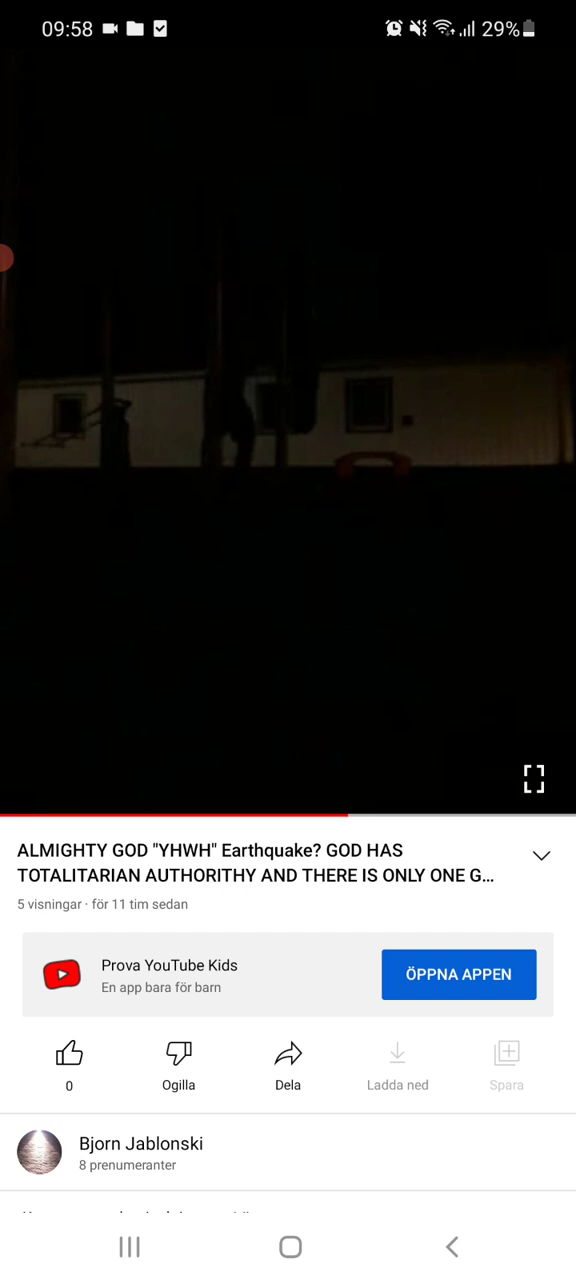 09:58
29%
ALMIGHTY GOD "YHWH" Earthquake? GOD HAS
TOTALITARIAN AUTHORITHY AND THERE IS ONLY ONE G...
5 visningar · för 11 tim sedan
Prova YouTube Kids
En app bara för barn
ÖPPNA APPEN
0
Ogilla
Dela
Ladda ned
Spara
Bjorn Jablonski
8 prenumeranter